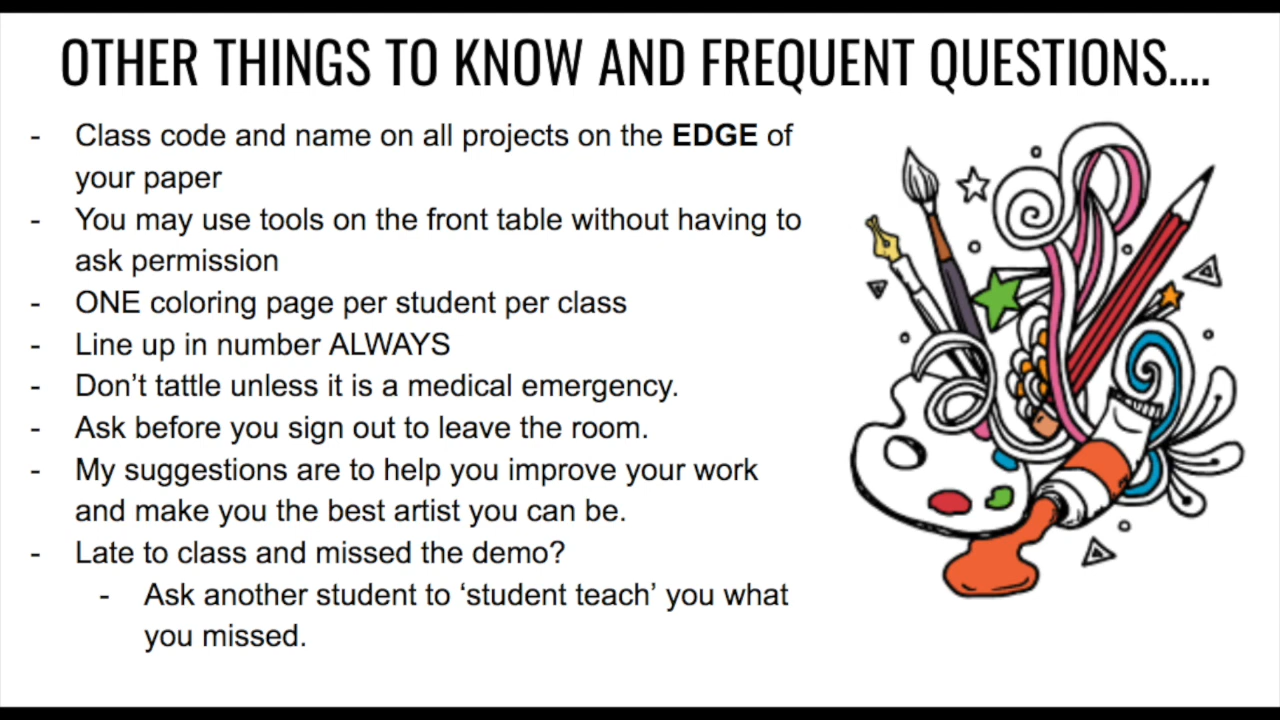 OTHER THINGS TO KNOW AND FREQUENT QUESTIONS....
- Class code and name on all projects on the EDGE of
your paper
- You may use tools on the front table without having to
ask permission
- ONE coloring page per student per class
- Line up in number ALWAYS
- Don’t tattle unless it is a medical emergency.
- Ask before you sign out to leave the room.
- My suggestions are to help you improve your work
and make you the best artist you can be.
- Late to class and missed the demo?
- Ask another student to ‘student teach’ you what
you missed.